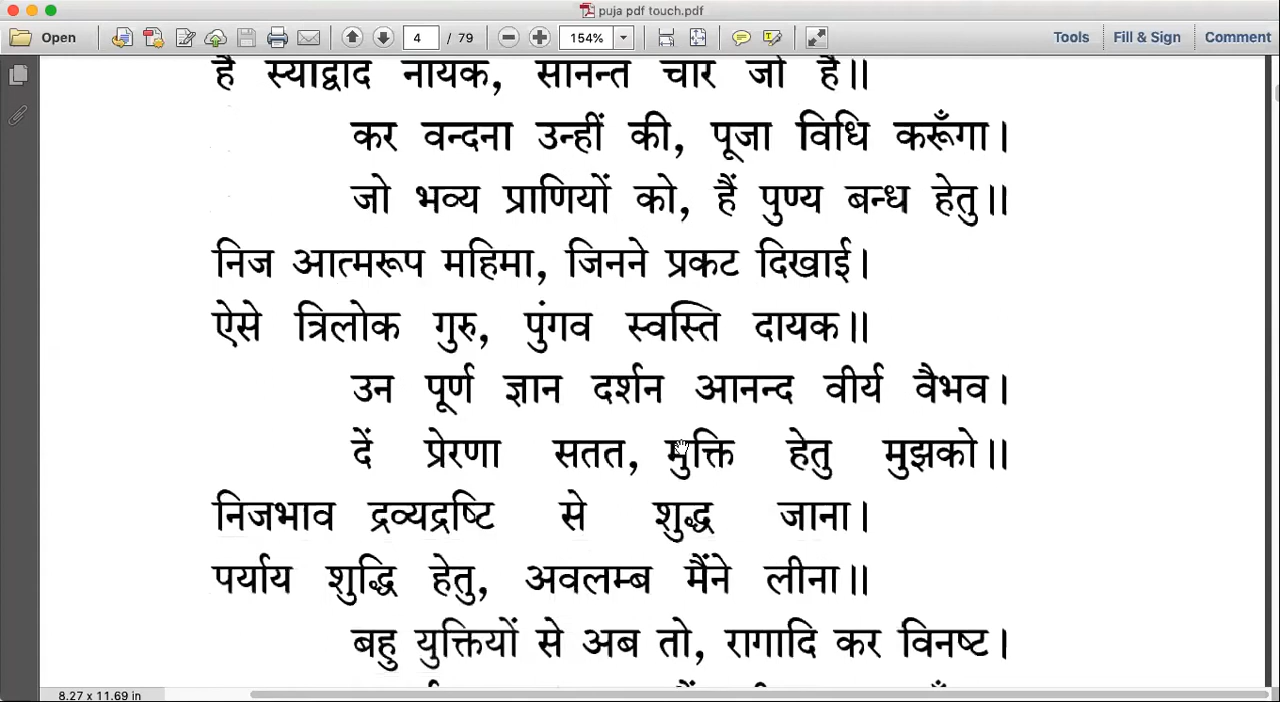 puja pdf touch.pdf
Open 4 / 79 154% Tools Fill & Sign Comment
हैं स्याद्वाद नायक, सानन्त चार जो हैं॥
कर वन्दना उन्हीं की, पूजा विधि करूँगा।
जो भव्य प्राणियों को, हैं पुण्य बन्ध हेतु॥
निज आत्मरूप महिमा, जिनने प्रकट दिखाई।
ऐसे त्रिलोक गुरु, पुंगव स्वस्ति दायक॥
उन पूर्ण ज्ञान दर्शन आनन्द वीर्य वैभव।
दें प्रेरणा सतत, मुक्ति हेतु मुझको॥
निजभाव द्रव्यद्रष्टि से शुद्ध जाना।
पर्याय शुद्धि हेतु, अवलम्ब मैंने लीना॥
बहु युक्तियों से अब तो, रागादि कर विनष्ट।
8.27 x 11.69 in